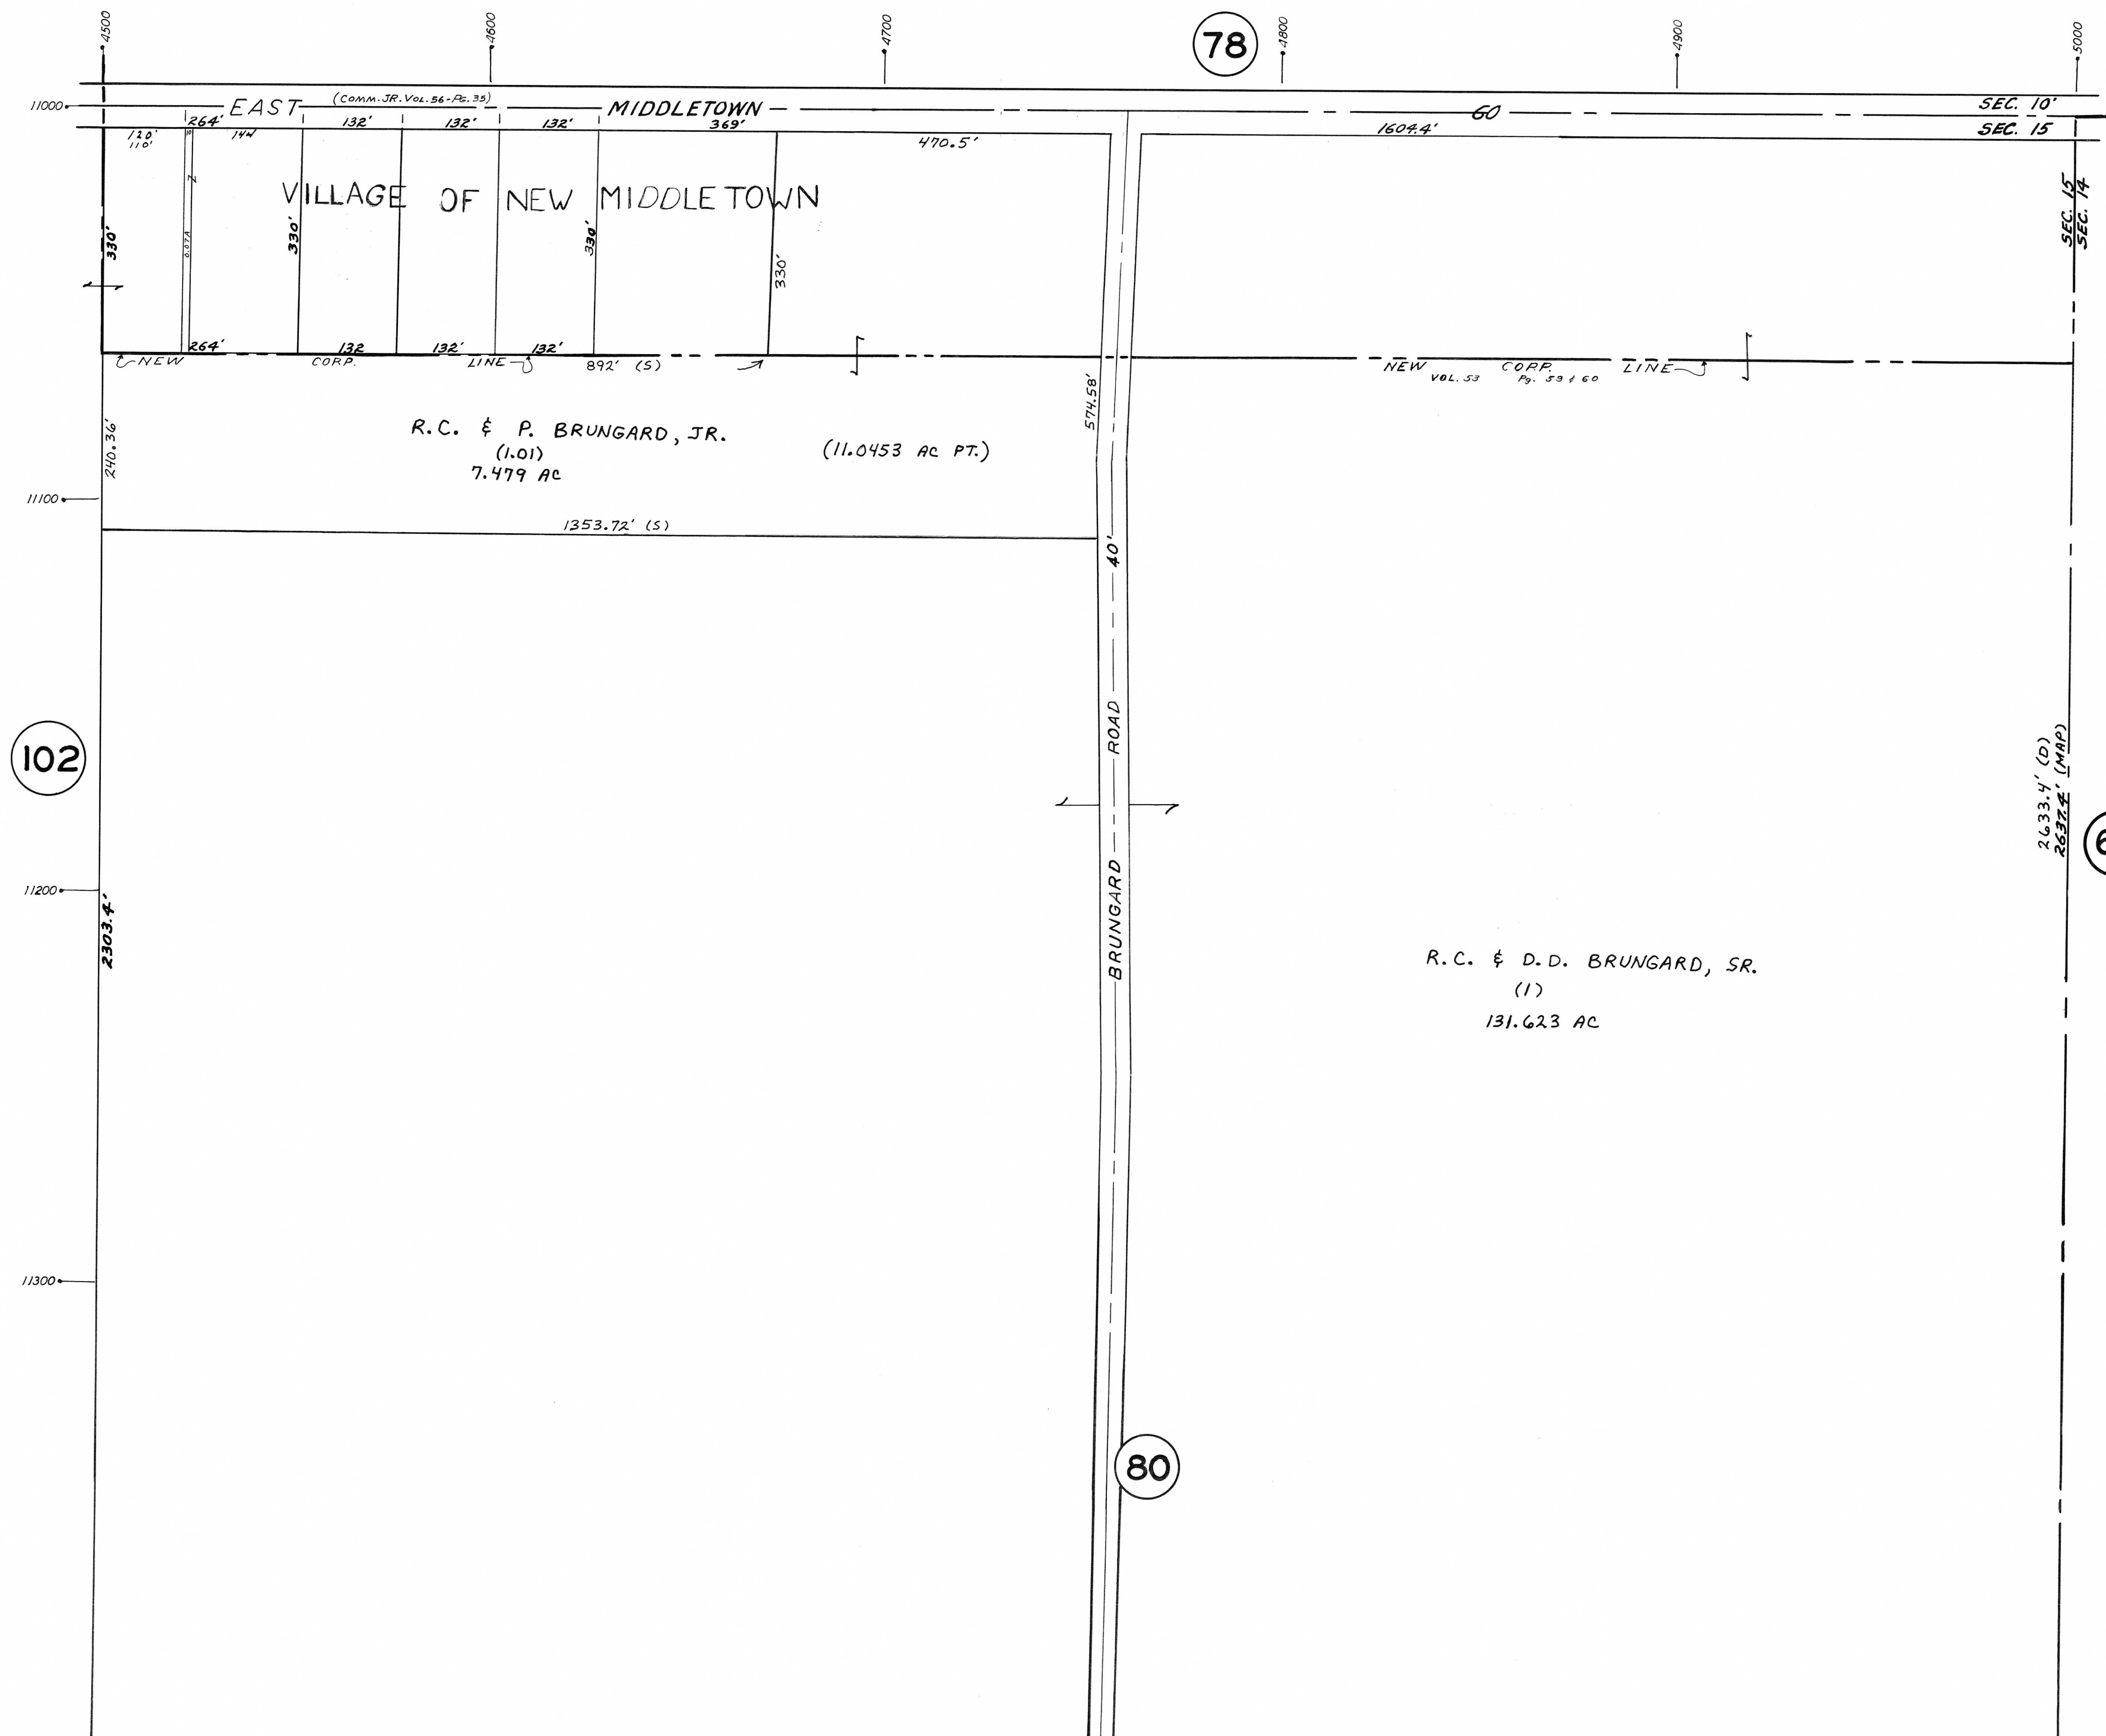 4500
4600
4700
78
4800
4900
5000
11000
EAST
(COMM. JR. VOL. 56-PG. 35)
MIDDLETOWN
60
SEC. 10'
SEC. 15
264'
132'
132'
132'
369'
1604.4'
120'
110'
470.5'
VILLAGE OF NEW MIDDLETOWN
SEC. 15
SEC. 14
330'
0.07A
330'
330'
330'
264'
132
132'
132'
NEW CORP. LINE
892' (S)
NEW CORP. LINE
VOL. 53 Pg. 53 & 60
240.36'
574.58'
R.C. & P. BRUNGARD, JR.
(1.01)
7.479 AC
(11.0453 AC PT.)
11100
1353.72' (S)
40'
BRUNGARD ROAD
102
2633.4' (D)
2637.4' (MAP)
11200
2303.4'
R.C. & D.D. BRUNGARD, SR.
(1)
131.623 AC
11300
80